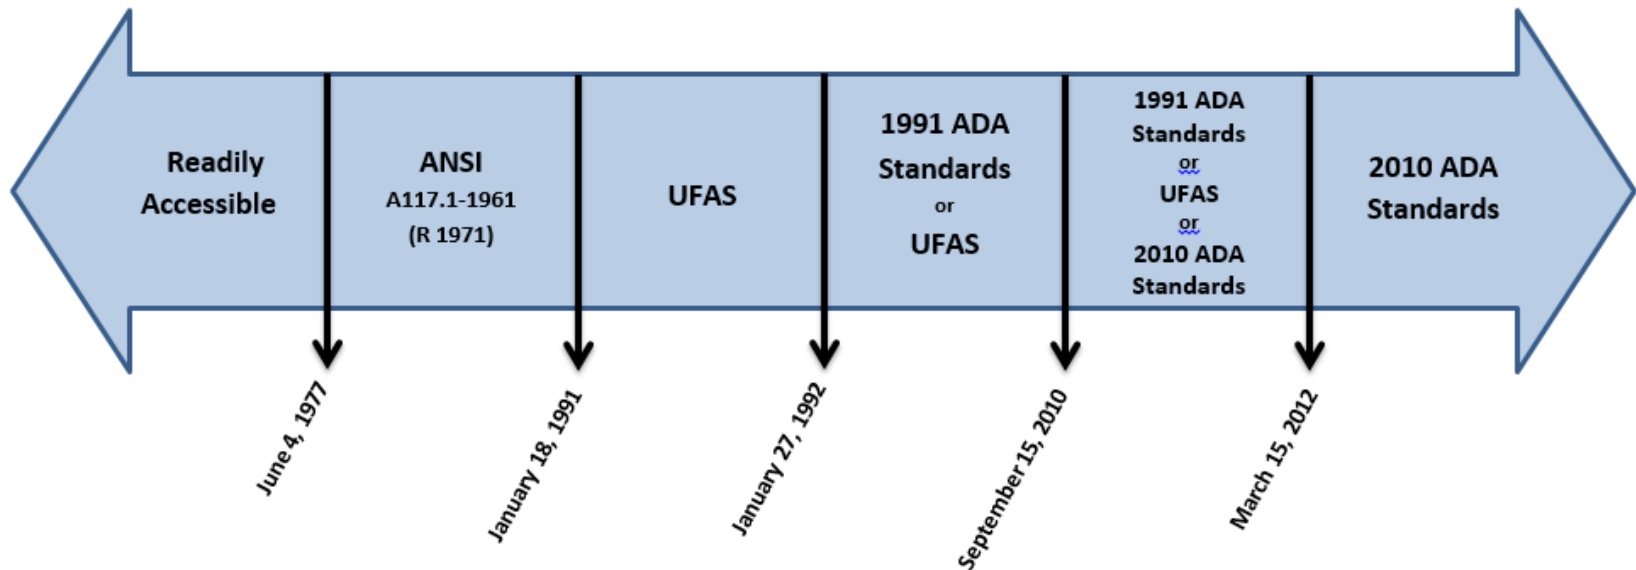 Readily
Accessible
ANSI
A117.1-1961
(R 1971)
UFAS
1991 ADA
Standards
or
UFAS
1991 ADA
Standards
or
UFAS
or
2010 ADA
Standards
2010 ADA
Standards
June 4, 1977
January 18, 1991
January 27, 1992
September 15, 2010
March 15, 2012